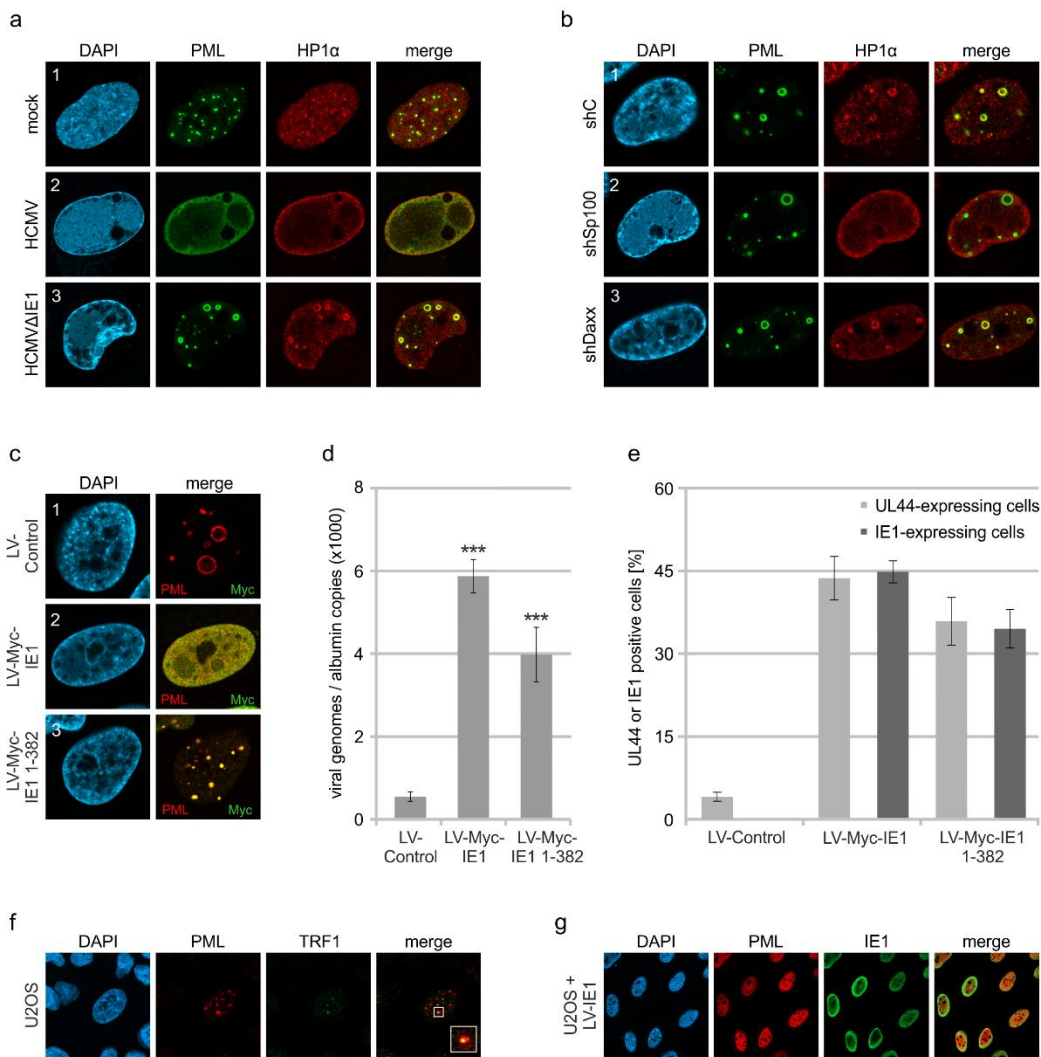 a
DAPI PML HP1α merge
mock
1
HCMV
2
HCMVΔIE1
3
b
DAPI PML HP1α merge
shC
1
shSp100
2
shDaxx
3
c
DAPI merge
LV-
Control
1
PML Myc
LV-Myc-
IE1
2
PML Myc
LV-Myc-
IE1 1-382
3
PML Myc
d
viral genomes / albumin copies (x1000)
8
6
4
2
0
***
***
LV-
Control
LV-Myc-
IE1
LV-Myc-
IE1 1-382
e
UL44 or IE1 positive cells [%]
60
45
30
15
0
UL44-expressing cells
IE1-expressing cells
LV-Control
LV-Myc-IE1
LV-Myc-IE1
1-382
f
DAPI PML TRF1 merge
U2OS
g
DAPI PML IE1 merge
U2OS +
LV-IE1